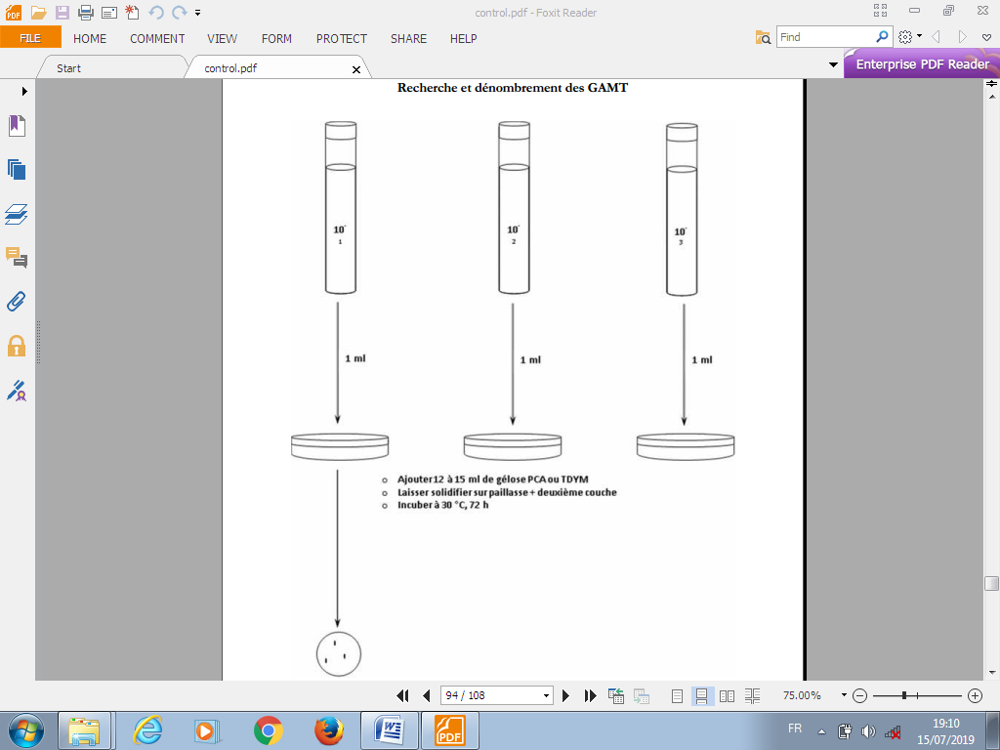 control.pdf - Foxit Reader
FILE HOME COMMENT VIEW FORM PROTECT SHARE HELP
Find
Start control.pdf Enterprise PDF Reader
Recherche et dénombrement des GAMT
10- 10- 10-
1 2 3
1 ml 1 ml 1 ml
o Ajouter 12 à 15 ml de gélose PCA ou TDYM
o Laisser solidifier sur paillasse + deuxième couche
o Incuber à 30 °C, 72 h
94 / 108 75.00%
FR 19:10
15/07/2019